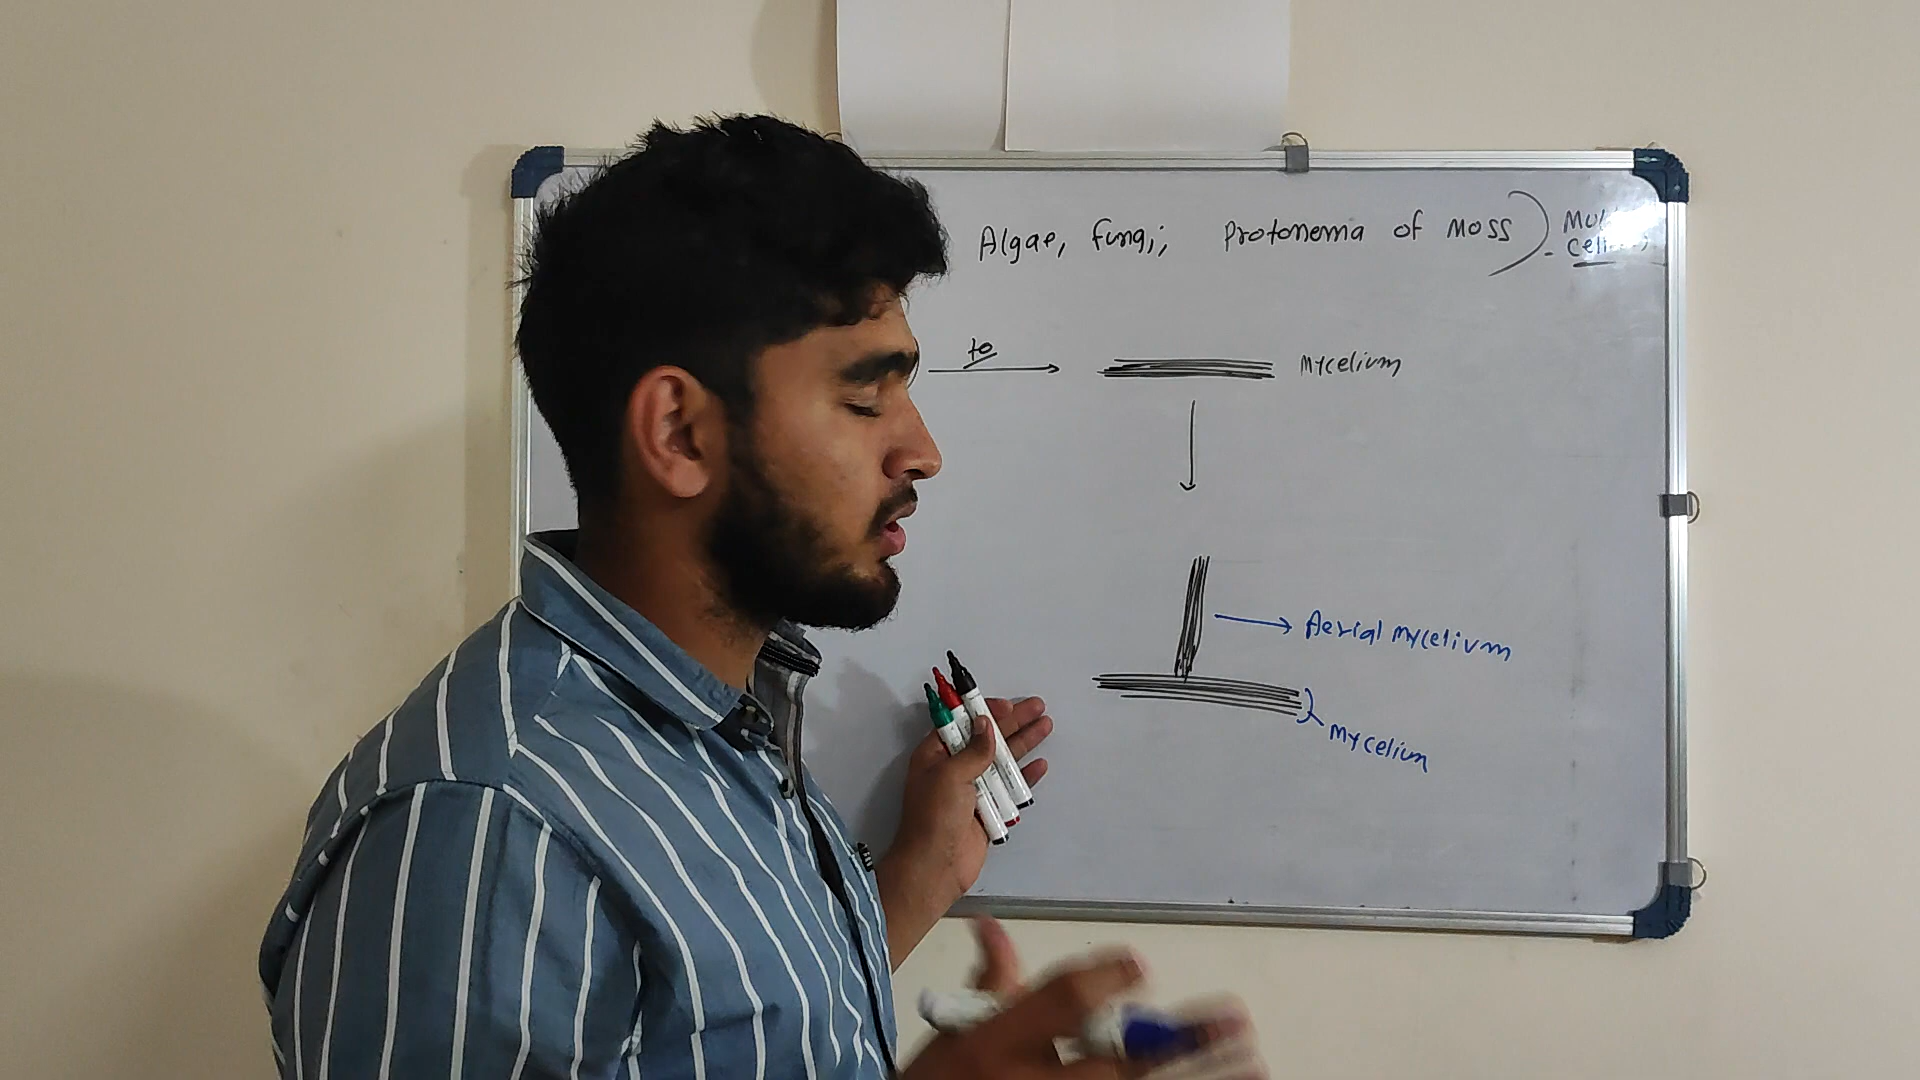 Algae, fungi; Protonema of Moss) -
to
Mycelium
Aerial Mycelium
Mycelium